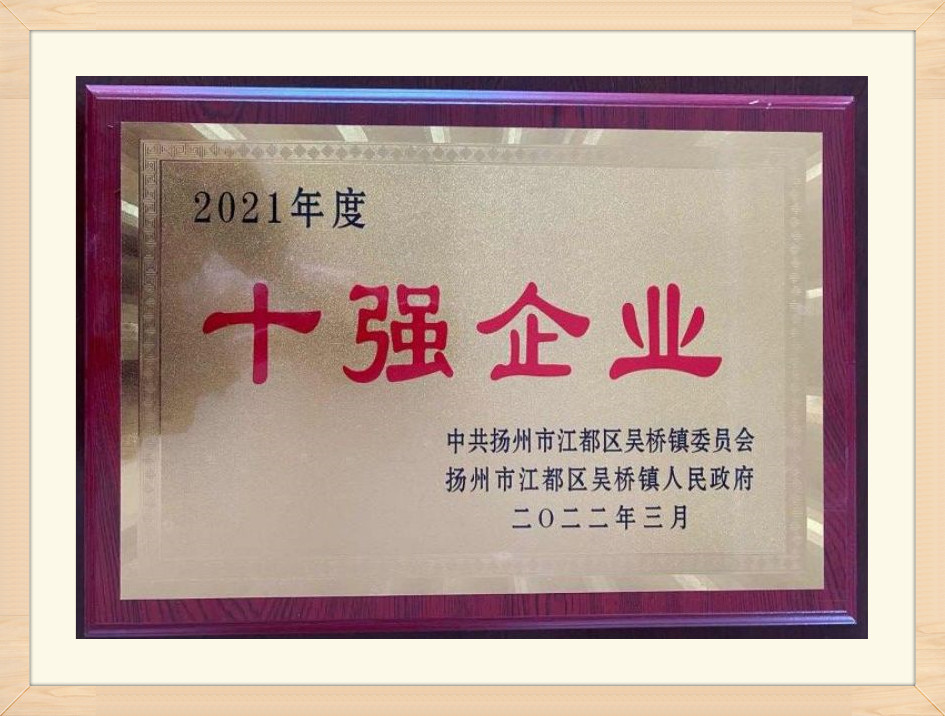 2021年度
十强企业
中共扬州市江都区吴桥镇委员会
扬州市江都区吴桥镇人民政府
二〇二二年三月